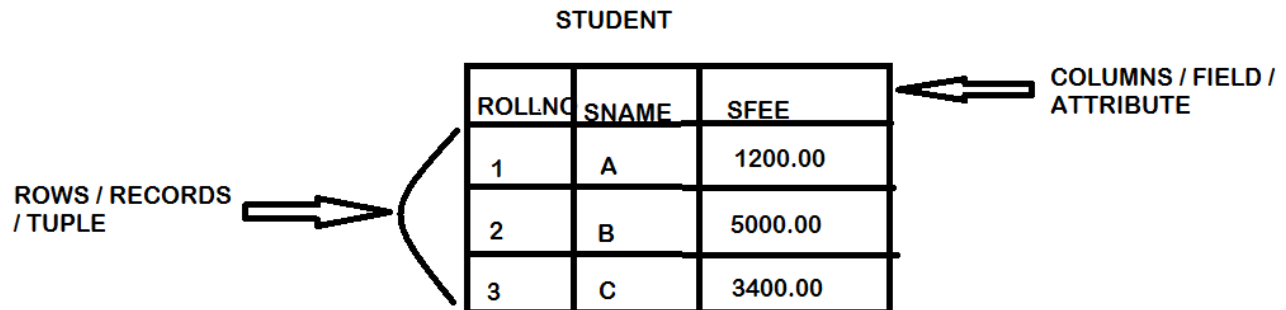 STUDENT
COLUMNS / FIELD /
ATTRIBUTE
ROLLNO SNAME SFEE
1 A 1200.00
ROWS / RECORDS
/ TUPLE
2 B 5000.00
3 C 3400.00